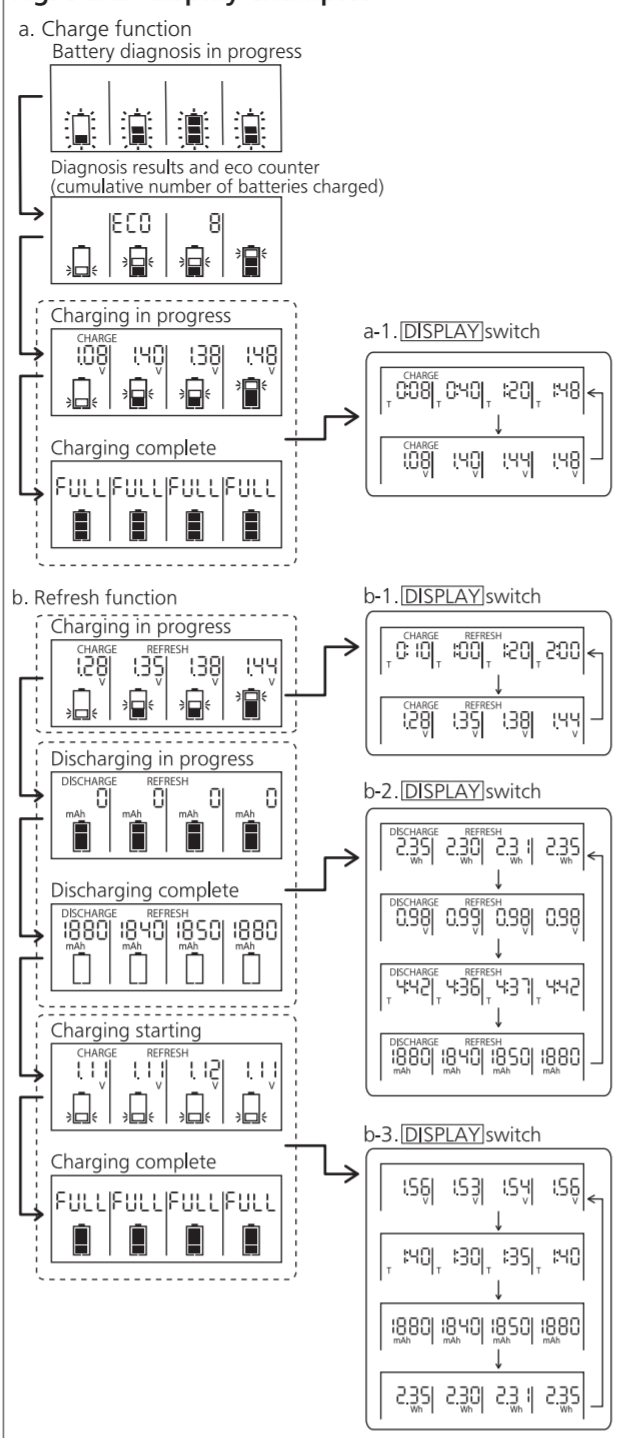 a. Charge function
Battery diagnosis in progress
Diagnosis results and eco counter
(cumulative number of batteries charged)
ECO 8
Charging in progress
CHARGE
1.08 1.40 1.38 1.48
V
Charging complete
FULL FULL FULL FULL
a-1. DISPLAY switch
CHARGE
T 0:08 T 0:40 T 1:20 T 1:48
CHARGE
1.08 1.40 1.44 1.48
V V V V
b. Refresh function
Charging in progress
CHARGE REFRESH
1.28 1.35 1.38 1.44
V V V V
Discharging in progress
DISCHARGE REFRESH
0 0 0 0
mAh mAh mAh mAh
Discharging complete
DISCHARGE REFRESH
1880 1840 1850 1880
mAh mAh mAh mAh
Charging starting
CHARGE REFRESH
1.11 1.11 1.12 1.11
V V V V
Charging complete
FULL FULL FULL FULL
b-1. DISPLAY switch
CHARGE REFRESH
T 0:10 T 1:00 T 1:20 T 2:00
CHARGE REFRESH
1.28 1.35 1.38 1.44
V V V V
b-2. DISPLAY switch
DISCHARGE REFRESH
2.35 2.30 2.31 2.35
Wh Wh Wh Wh
DISCHARGE REFRESH
0.98 0.99 0.98 0.98
V V V V
DISCHARGE REFRESH
T 4:42 T 4:36 T 4:37 T 4:42
DISCHARGE REFRESH
1880 1840 1850 1880
mAh mAh mAh mAh
b-3. DISPLAY switch
1.56 1.53 1.54 1.56
V V V V
T 1:40 T 1:30 T 1:35 T 1:40
1880 1840 1850 1880
mAh mAh mAh mAh
2.35 2.30 2.31 2.35
Wh Wh Wh Wh